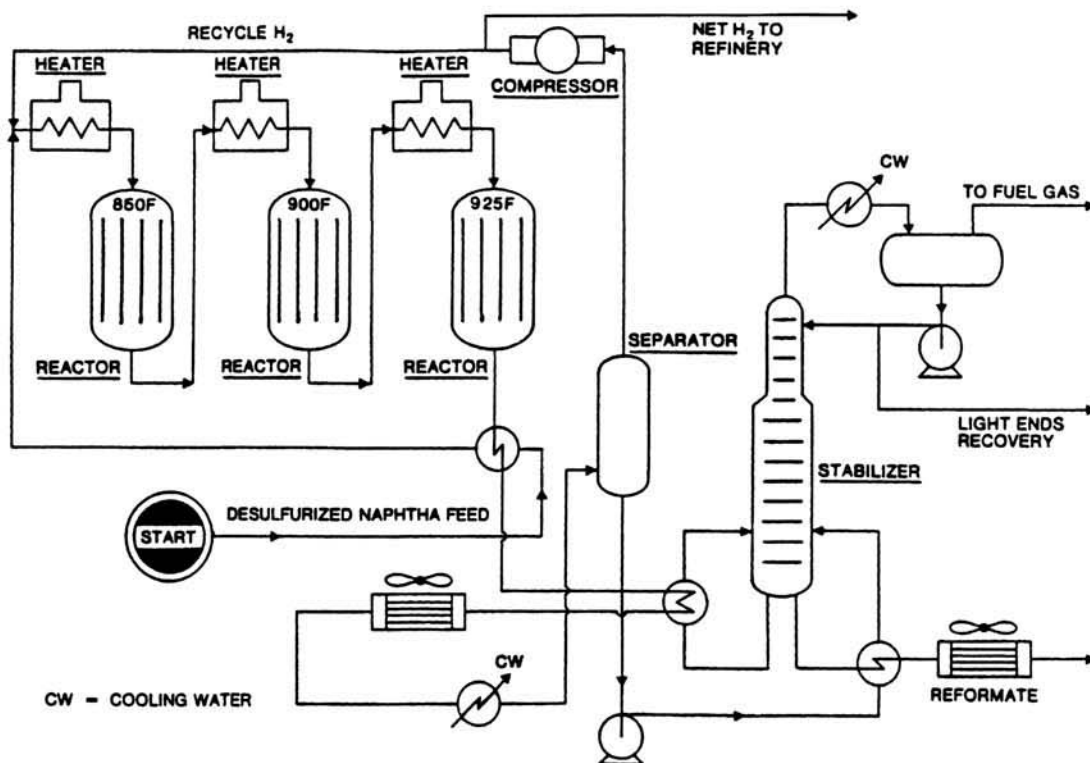 RECYCLE H₂
NET H₂ TO
REFINERY
HEATER
HEATER
HEATER
COMPRESSOR
CW
TO FUEL GAS
850F
900F
925F
REACTOR
REACTOR
REACTOR
SEPARATOR
LIGHT ENDS
RECOVERY
STABILIZER
DESULFURIZED NAPHTHA FEED
START
CW
CW = COOLING WATER
REFORMATE